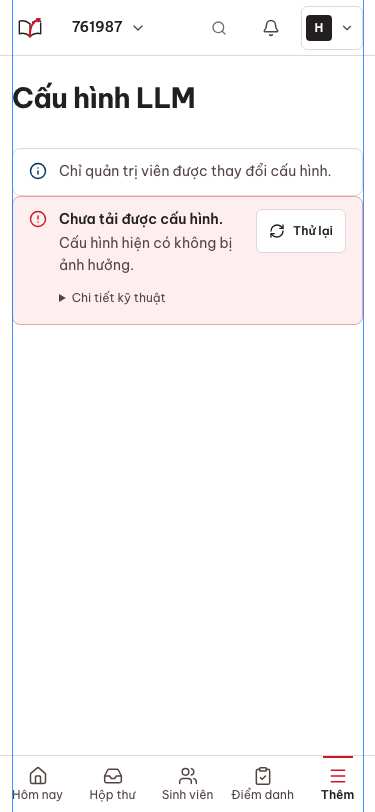 761987
H
Cấu hình LLM
Chỉ quản trị viên được thay đổi cấu hình.
Chưa tải được cấu hình.
Cấu hình hiện có không bị
ảnh hưởng.
Thử lại
Chi tiết kỹ thuật
Hôm nay
Hộp thư
Sinh viên
Điểm danh
Thêm